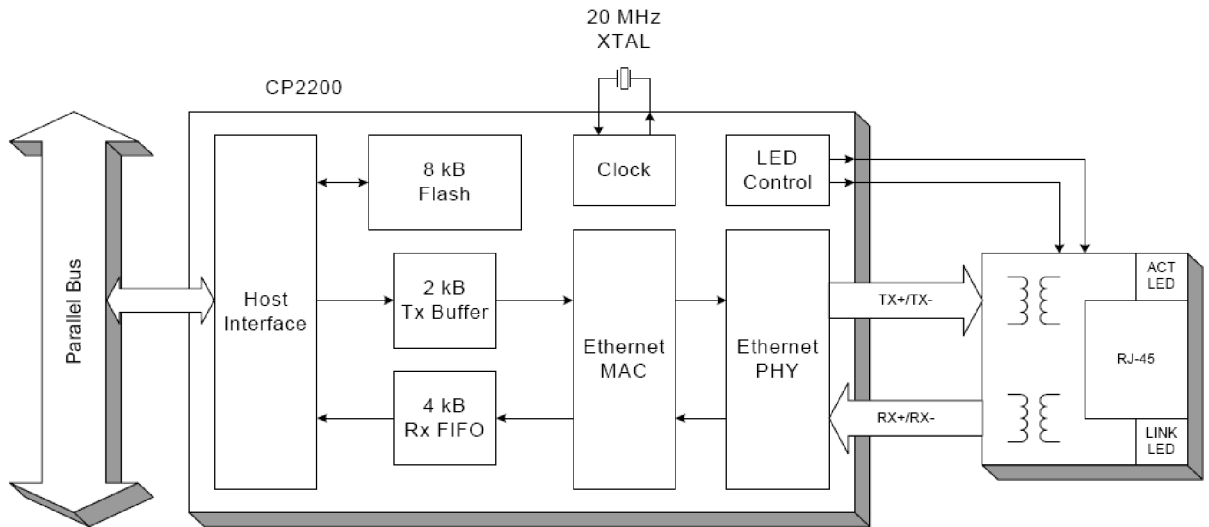 20 MHz
XTAL
CP2200
Parallel Bus
Host
Interface
8 kB
Flash
Clock
LED
Control
2 kB
Tx Buffer
4 kB
Rx FIFO
Ethernet
MAC
Ethernet
PHY
TX+/TX-
RX+/RX-
ACT
LED
RJ-45
LINK
LED